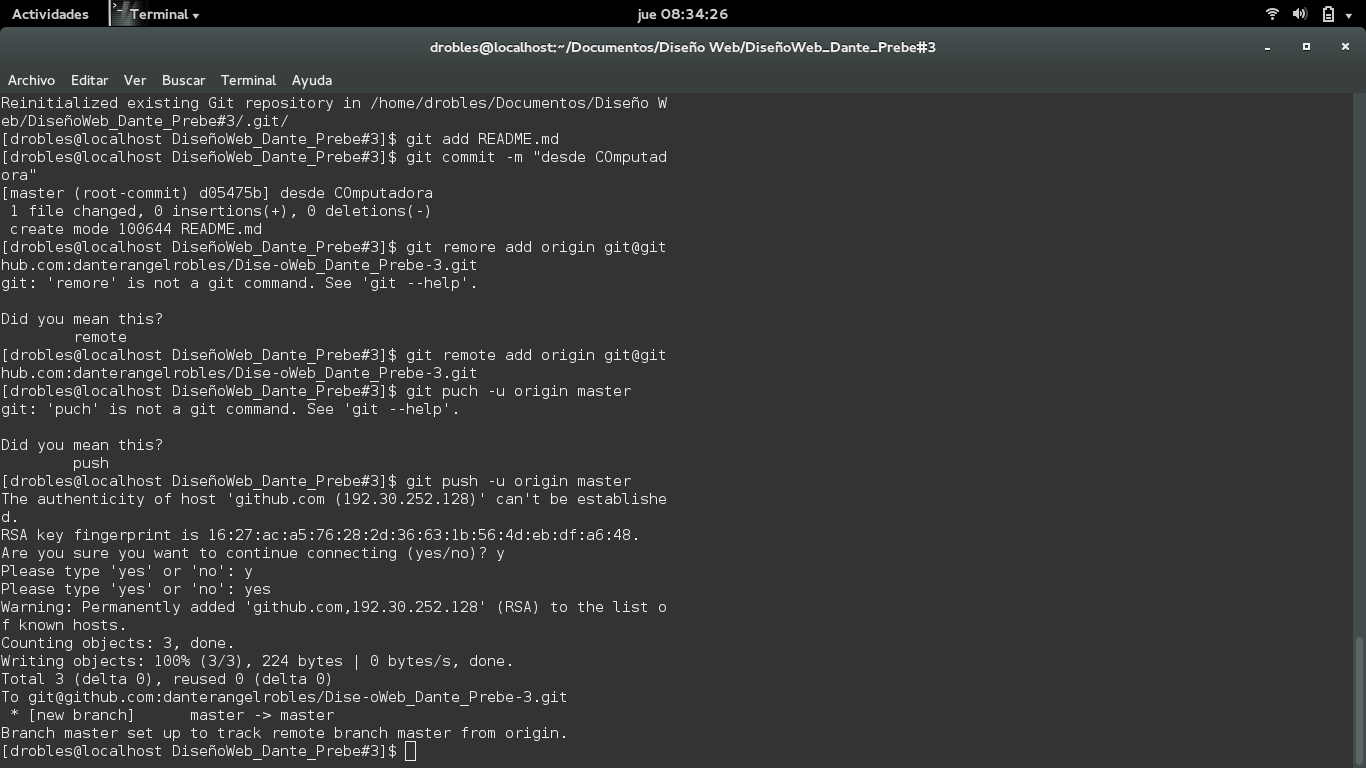 Actividades
Terminal
jue 08:34:26
drobles@localhost:~/Documentos/Diseño Web/DiseñoWeb_Dante_Prebe#3
Archivo Editar Ver Buscar Terminal Ayuda
Reinitialized existing Git repository in /home/drobles/Documentos/Diseño W
eb/DiseñoWeb_Dante_Prebe#3/.git/
[drobles@localhost DiseñoWeb_Dante_Prebe#3]$ git add README.md
[drobles@localhost DiseñoWeb_Dante_Prebe#3]$ git commit -m "desde COmputad
ora"
[master (root-commit) d05475b] desde COmputadora
 1 file changed, 0 insertions(+), 0 deletions(-)
 create mode 100644 README.md
[drobles@localhost DiseñoWeb_Dante_Prebe#3]$ git remore add origin git@git
hub.com:danterangelrobles/Dise-oWeb_Dante_Prebe-3.git
git: 'remore' is not a git command. See 'git --help'.

Did you mean this?
        remote
[drobles@localhost DiseñoWeb_Dante_Prebe#3]$ git remote add origin git@git
hub.com:danterangelrobles/Dise-oWeb_Dante_Prebe-3.git
[drobles@localhost DiseñoWeb_Dante_Prebe#3]$ git puch -u origin master
git: 'puch' is not a git command. See 'git --help'.

Did you mean this?
        push
[drobles@localhost DiseñoWeb_Dante_Prebe#3]$ git push -u origin master
The authenticity of host 'github.com (192.30.252.128)' can't be establishe
d.
RSA key fingerprint is 16:27:ac:a5:76:28:2d:36:63:1b:56:4d:eb:df:a6:48.
Are you sure you want to continue connecting (yes/no)? y
Please type 'yes' or 'no': y
Please type 'yes' or 'no': yes
Warning: Permanently added 'github.com,192.30.252.128' (RSA) to the list o
f known hosts.
Counting objects: 3, done.
Writing objects: 100% (3/3), 224 bytes | 0 bytes/s, done.
Total 3 (delta 0), reused 0 (delta 0)
To git@github.com:danterangelrobles/Dise-oWeb_Dante_Prebe-3.git
 * [new branch]      master -> master
Branch master set up to track remote branch master from origin.
[drobles@localhost DiseñoWeb_Dante_Prebe#3]$